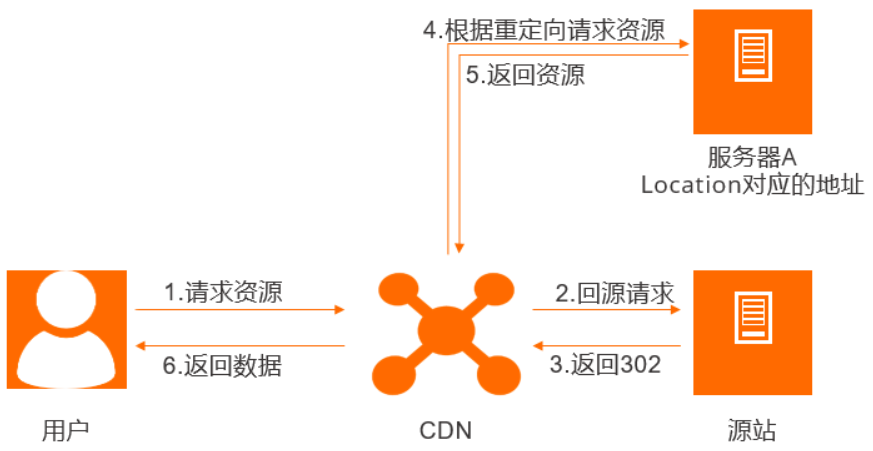 4.根据重定向请求资源
5.返回资源
服务器A
Location对应的地址
1.请求资源
2.回源请求
6.返回数据
3.返回302
用户
CDN
源站